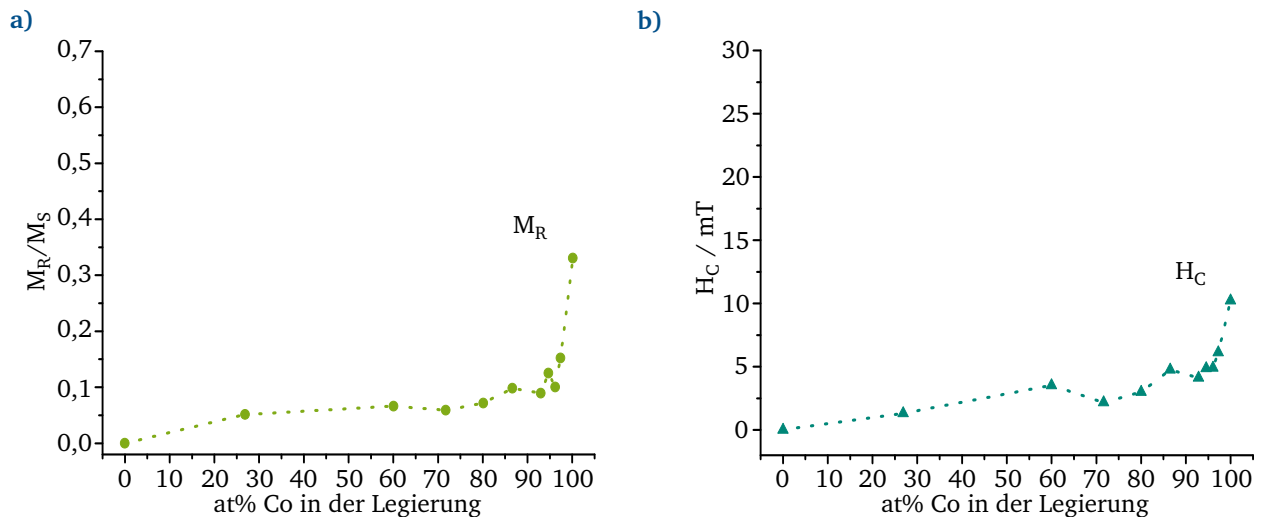 a)
0,7
0,6
0,5
0,4
0,3
0,2
0,1
0,0
M_R/M_S
M_R
0 10 20 30 40 50 60 70 80 90 100
at% Co in der Legierung
b)
30
25
20
15
10
5
0
H_C / mT
H_C
0 10 20 30 40 50 60 70 80 90 100
at% Co in der Legierung